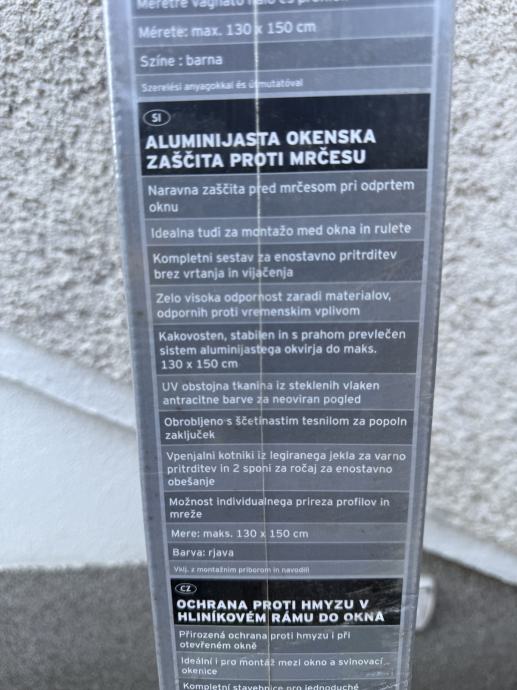 Mérete: max. 130 x 150 cm
Színe : barna
Szerelési anyagokkal és útmutatóval
SI
ALUMINIJASTA OKENSKA
ZAŠČITA PROTI MRČESU
Naravna zaščita pred mrčesom pri odprtem
oknu
Idealna tudi za montažo med okna in rulete
Kompletni sestav za enostavno pritrditev
brez vrtanja in vijačenja
Zelo visoka odpornost zaradi materialov,
odpornih proti vremenskim vplivom
Kakovosten, stabilen in s prahom prevlečen
sistem aluminijastega okvirja do maks.
130 x 150 cm
UV obstojna tkanina iz steklenih vlaken
antracitne barve za neoviran pogled
Obrobljeno s ščetinastim tesnilom za popoln
zaključek
Vpenjalni kotniki iz legiranega jekla za varno
pritrditev in 2 sponi za ročaj za enostavno
obešanje
Možnost individualnega prireza profilov in
mreže
Mere: maks. 130 x 150 cm
Barva: rjava
Vklj. z montažnim priborom in navodili
CZ
OCHRANA PROTI HMYZU V
HLINÍKOVÉM RÁMU DO OKNA
Přirozená ochrana proti hmyzu i při
otevřeném okně
Ideální i pro montáž mezi okno a svinovací
okenice
Kompletní stavebnice pro jednoduché